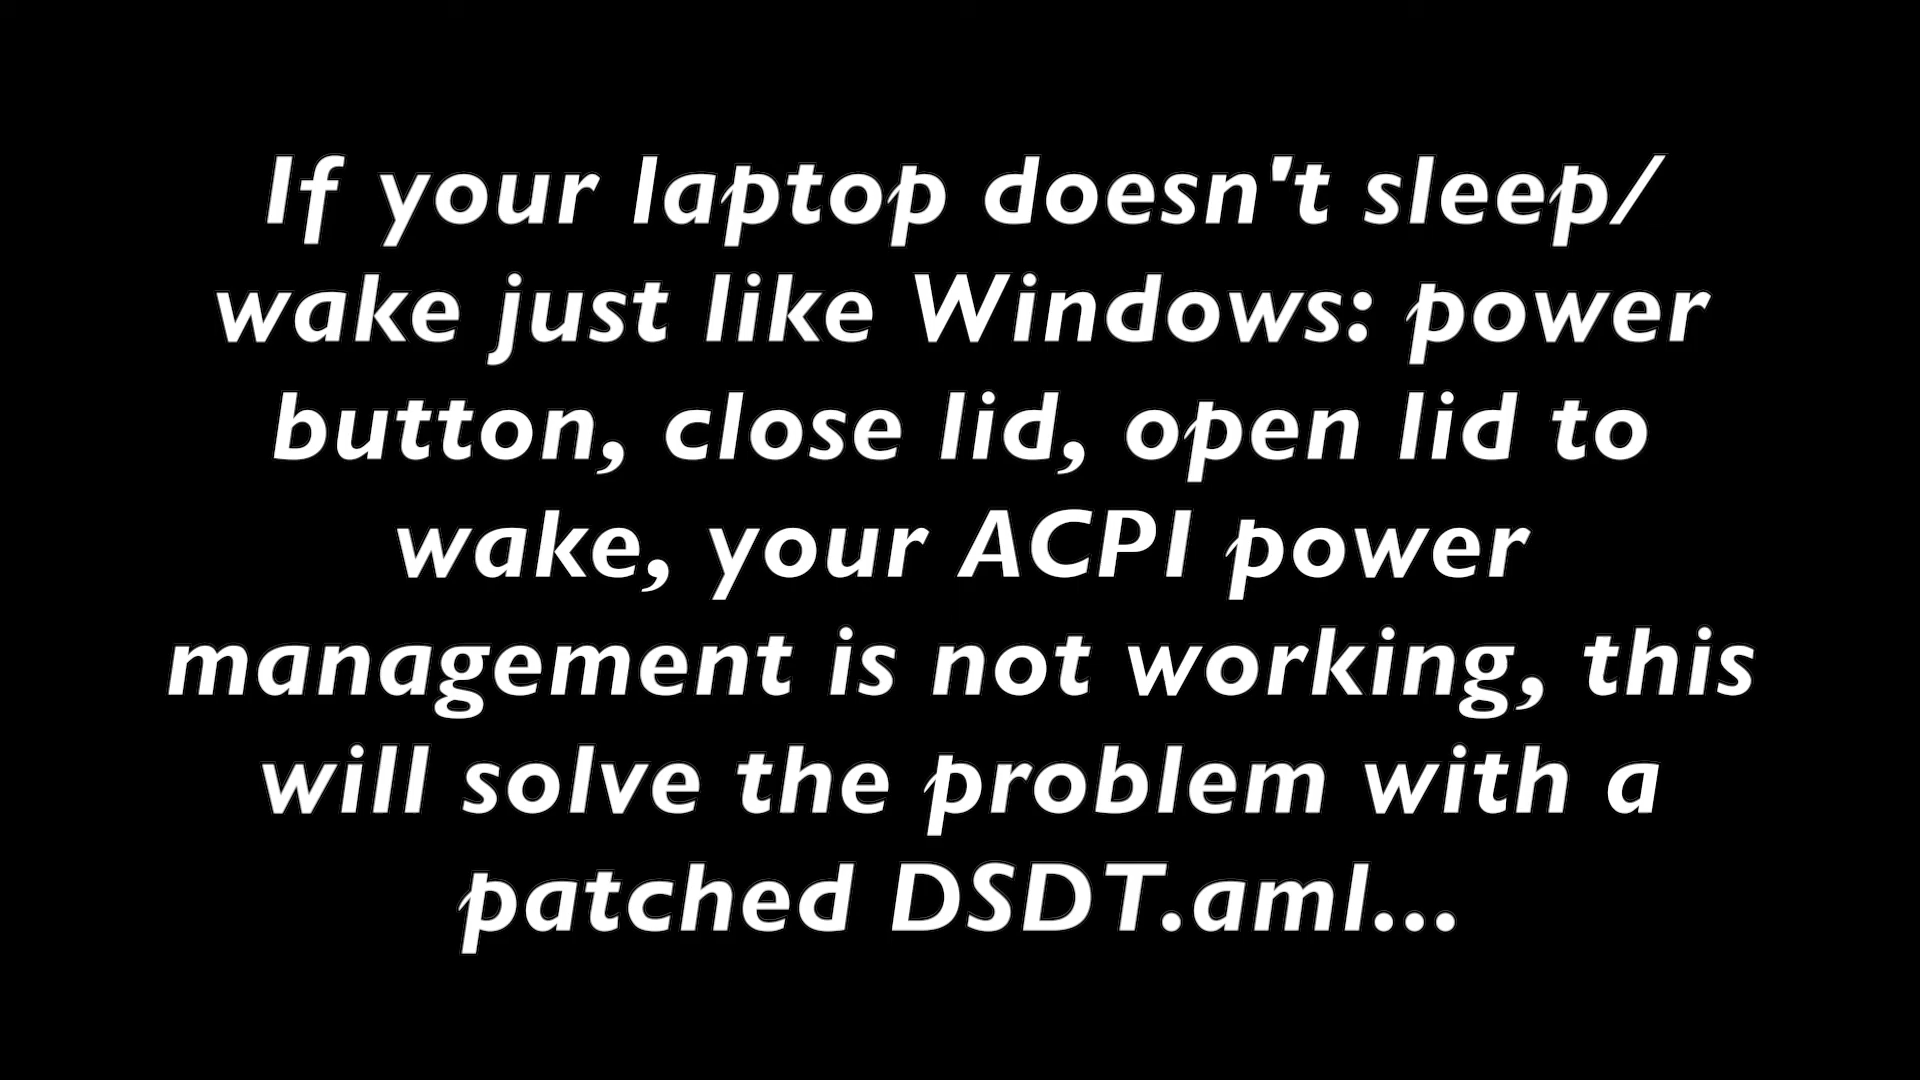 If your laptop doesn't sleep/
wake just like Windows: power
button, close lid, open lid to
wake, your ACPI power
management is not working, this
will solve the problem with a
patched DSDT.aml...